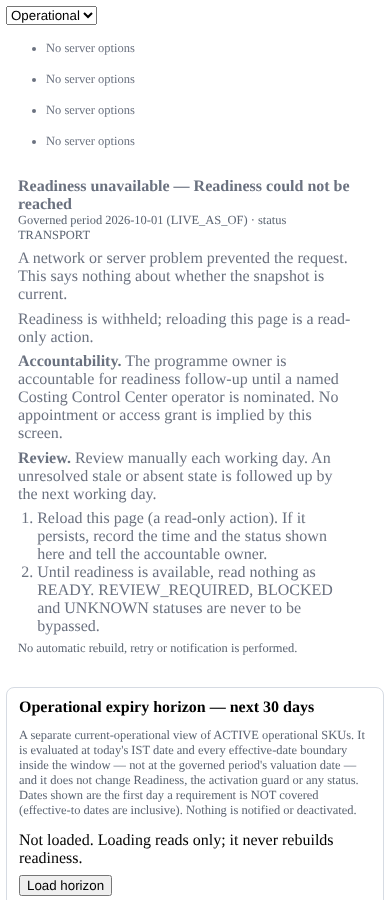 Operational
No server options
No server options
No server options
No server options
Readiness unavailable — Readiness could not be
reached
Governed period 2026-10-01 (LIVE_AS_OF) · status
TRANSPORT
A network or server problem prevented the request.
This says nothing about whether the snapshot is
current.
Readiness is withheld; reloading this page is a read-
only action.
Accountability. The programme owner is
accountable for readiness follow-up until a named
Costing Control Center operator is nominated. No
appointment or access grant is implied by this
screen.
Review. Review manually each working day. An
unresolved stale or absent state is followed up by
the next working day.
1. Reload this page (a read-only action). If it
persists, record the time and the status shown
here and tell the accountable owner.
2. Until readiness is available, read nothing as
READY. REVIEW_REQUIRED, BLOCKED
and UNKNOWN statuses are never to be
bypassed.
No automatic rebuild, retry or notification is performed.
Operational expiry horizon — next 30 days
A separate current-operational view of ACTIVE operational SKUs. It
is evaluated at today's IST date and every effective-date boundary
inside the window — not at the governed period's valuation date —
and it does not change Readiness, the activation guard or any status.
Dates shown are the first day a requirement is NOT covered
(effective-to dates are inclusive). Nothing is notified or deactivated.
Not loaded. Loading reads only; it never rebuilds
readiness.
Load horizon